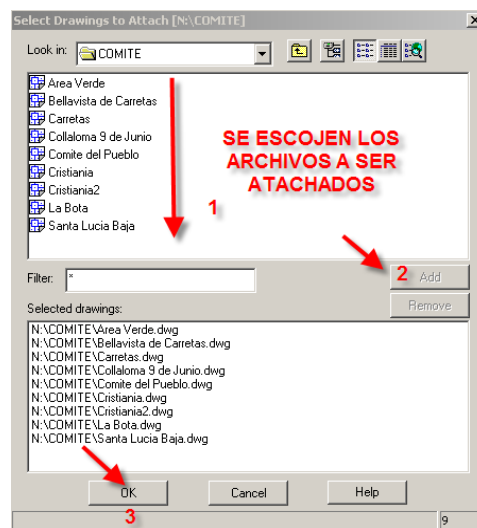 Select Drawings to Attach [N:\COMITE]
Look in: COMITE
Area Verde
Bellavista de Carretas
Carretas
Collaloma 9 de Junio
Comite del Pueblo
Cristiania
Cristiania2
La Bota
Santa Lucia Baja
SE ESCOJEN LOS
ARCHIVOS A SER
ATACHADOS
1
Filter: *
2 Add
Selected drawings:
Remove
N:\COMITE\Area Verde.dwg
N:\COMITE\Bellavista de Carretas.dwg
N:\COMITE\Carretas.dwg
N:\COMITE\Collaloma 9 de Junio.dwg
N:\COMITE\Comite del Pueblo.dwg
N:\COMITE\Cristiania.dwg
N:\COMITE\Cristiania2.dwg
N:\COMITE\La Bota.dwg
N:\COMITE\Santa Lucia Baja.dwg
OK Cancel Help
3
9